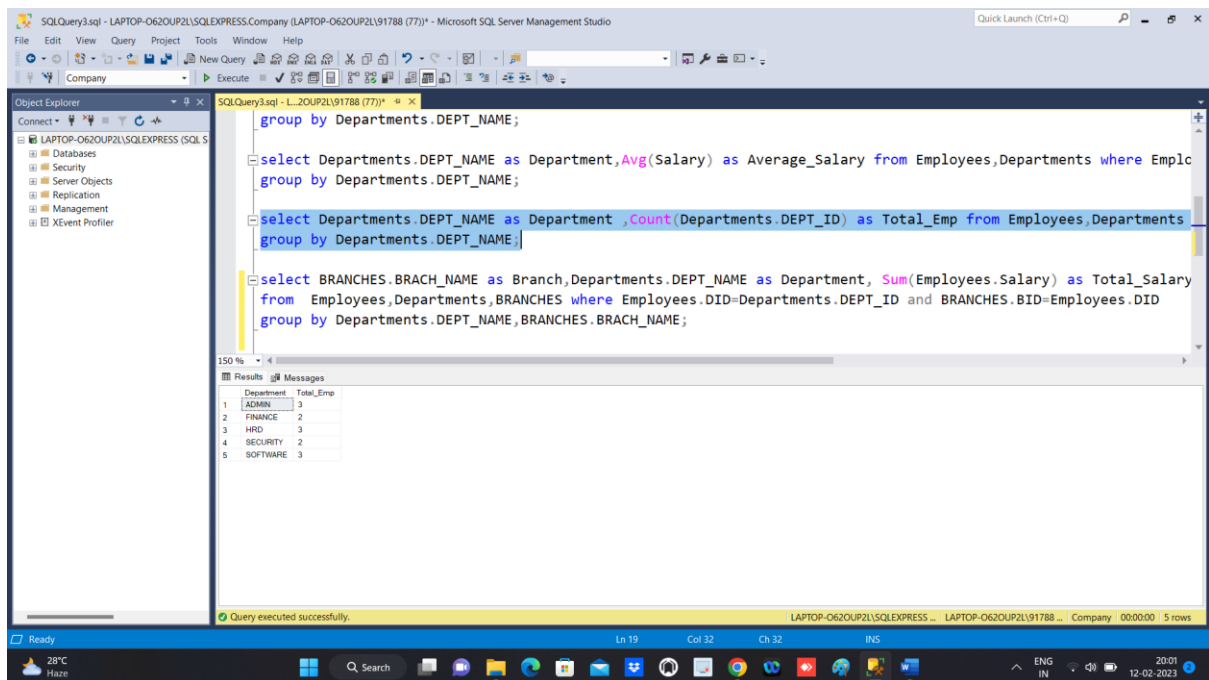 SQLQuery3.sql - LAPTOP-O62OUP2L\SQLEXPRESS.Company (LAPTOP-O62OUP2L\91788 (77))* - Microsoft SQL Server Management Studio
Quick Launch (Ctrl+Q)
File Edit View Query Project Tools Window Help
New Query
Company
Execute
Object Explorer
SQLQuery3.sql - L...2OUP2L\91788 (77))*
Connect
LAPTOP-O62OUP2L\SQLEXPRESS (SQL S
Databases
Security
Server Objects
Replication
Management
XEvent Profiler
group by Departments.DEPT_NAME;
select Departments.DEPT_NAME as Department,Avg(Salary) as Average_Salary from Employees,Departments where Emplo
group by Departments.DEPT_NAME;
select Departments.DEPT_NAME as Department ,Count(Departments.DEPT_ID) as Total_Emp from Employees,Departments
group by Departments.DEPT_NAME;
select BRANCHES.BRACH_NAME as Branch,Departments.DEPT_NAME as Department, Sum(Employees.Salary) as Total_Salary
from Employees,Departments,BRANCHES where Employees.DID=Departments.DEPT_ID and BRANCHES.BID=Employees.DID
group by Departments.DEPT_NAME,BRANCHES.BRACH_NAME;
150 %
Results Messages
Department Total_Emp
1 ADMIN 3
2 FINANCE 2
3 HRD 3
4 SECURITY 2
5 SOFTWARE 3
Query executed successfully.
LAPTOP-O62OUP2L\SQLEXPRESS ... LAPTOP-O62OUP2L\91788 ... Company 00:00:00 5 rows
Ready
Ln 19 Col 32 Ch 32 INS
28°C
Haze
Search
ENG
IN
20:01
12-02-2023
2